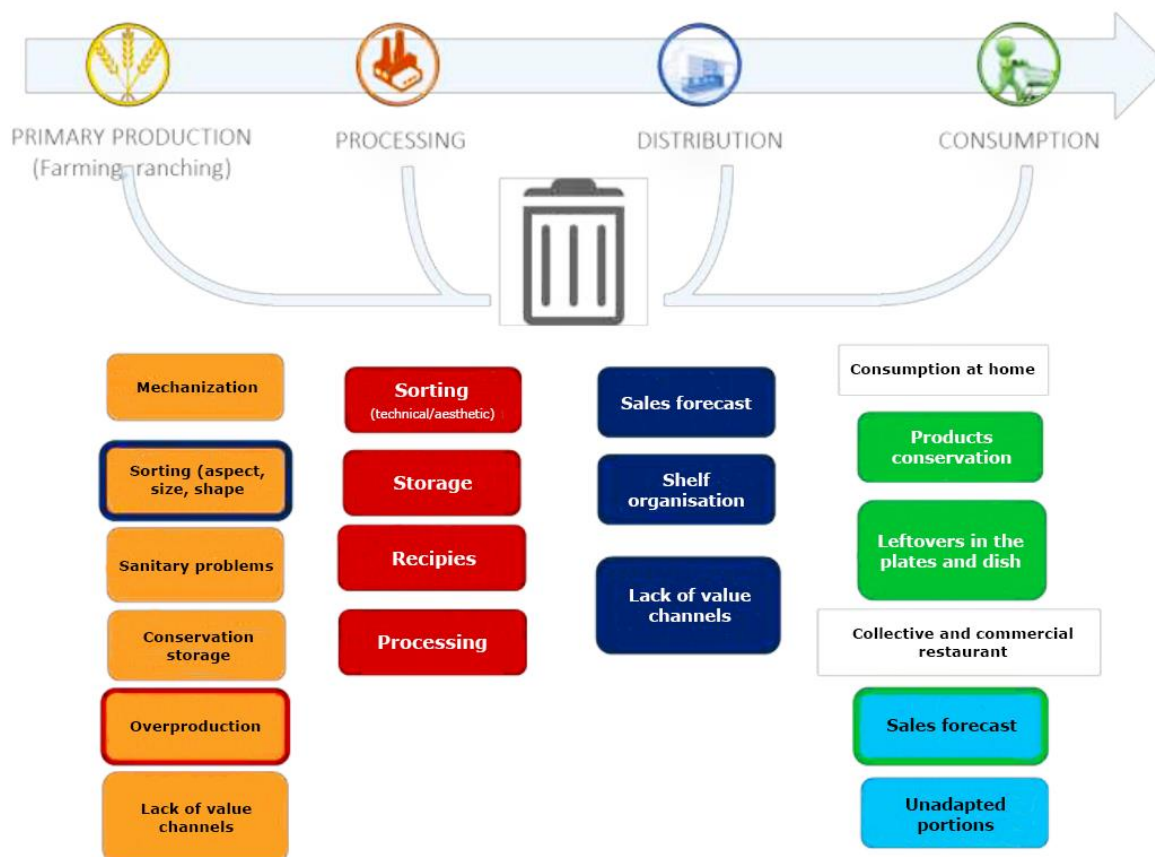 PRIMARY PRODUCTION
(Farming, ranching)
PROCESSING
DISTRIBUTION
CONSUMPTION
Mechanization
Sorting (aspect,
size, shape
Sanitary problems
Conservation
storage
Overproduction
Lack of value
channels
Sorting
(technical/aesthetic)
Storage
Recipies
Processing
Sales forecast
Shelf
organisation
Lack of value
channels
Consumption at home
Products
conservation
Leftovers in the
plates and dish
Collective and commercial
restaurant
Sales forecast
Unadapted
portions